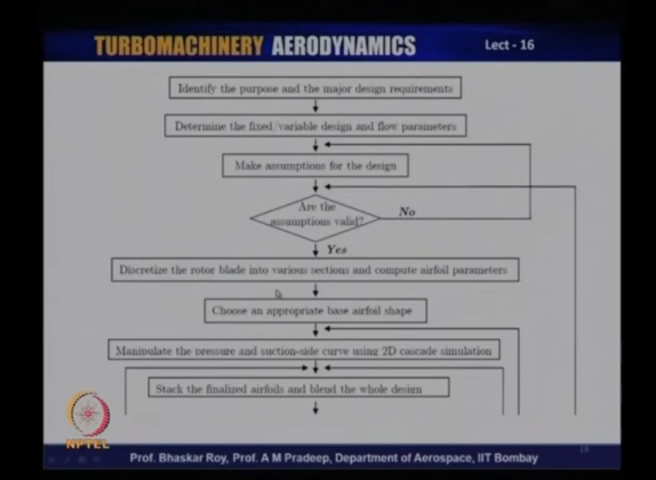 TURBOMACHINERY AERODYNAMICS
Lect - 16
Identify the purpose and the major design requirements
Determine the fixed/variable design and flow parameters
Make assumptions for the design
Are the
assumptions valid?
No
Yes
Discretize the rotor blade into various sections and compute airfoil parameters
Choose an appropriate base airfoil shape
Manipulate the pressure and suction-side curve using 2D cascade simulation
Stack the finalized airfoils and blend the whole design
NPTEL
18
Prof. Bhaskar Roy, Prof. A M Pradeep, Department of Aerospace, IIT Bombay